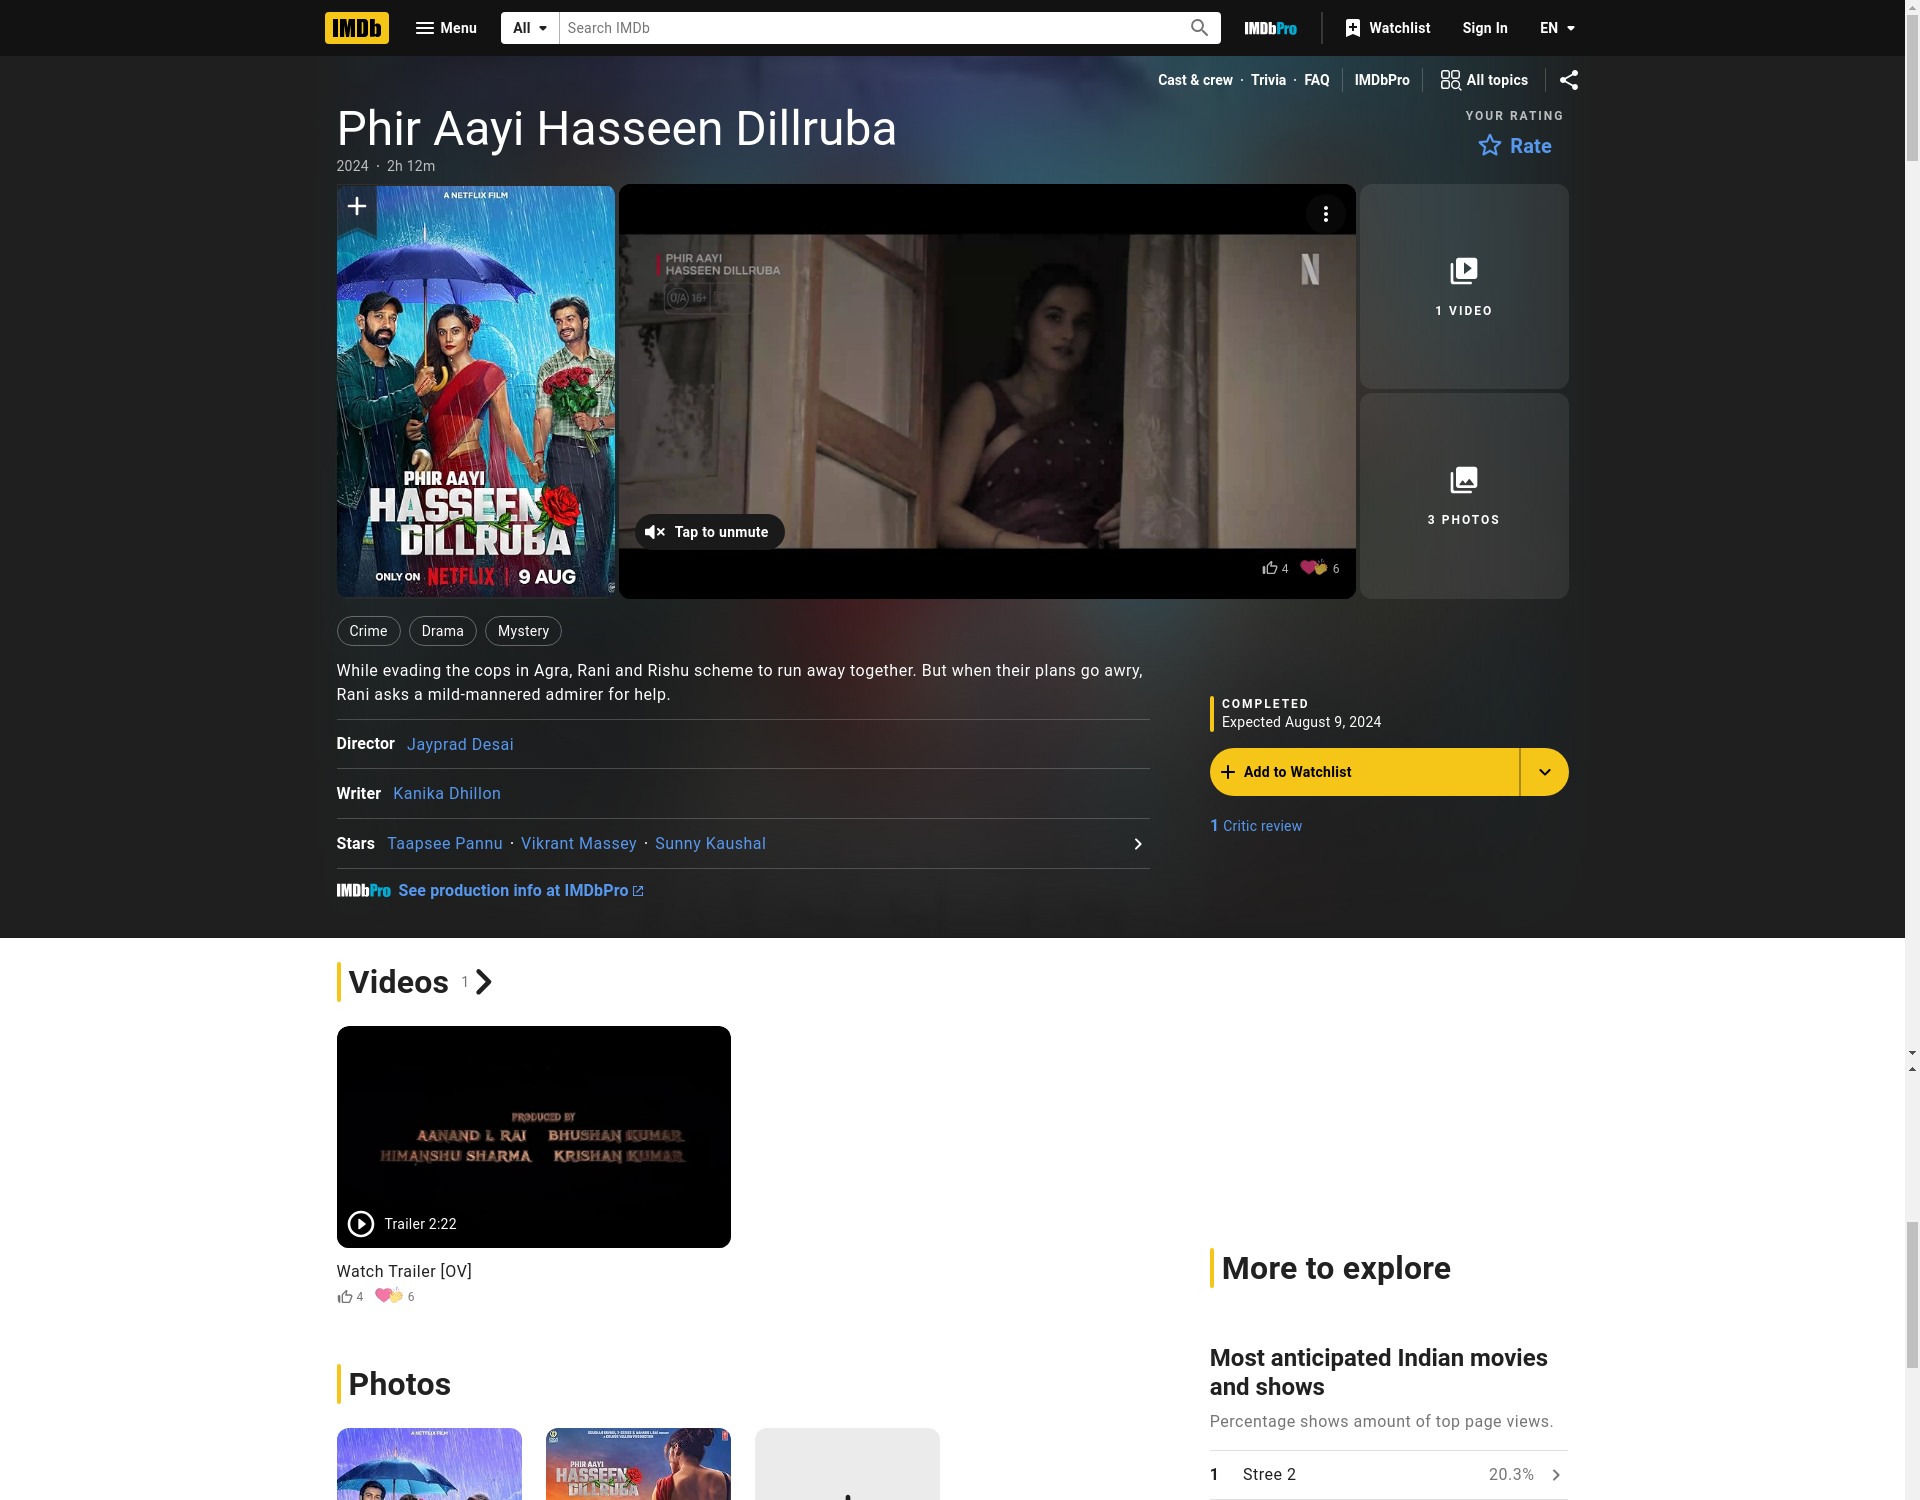 IMDb
Menu
All
Search IMDb
IMDbPro
Watchlist
Sign In
EN
Cast & crew · Trivia · FAQ
IMDbPro
All topics
Phir Aayi Hasseen Dillruba
2024 · 2h 12m
YOUR RATING
Rate
A NETFLIX FILM
PHIR AAYI
HASSEEN
DILLRUBA
ONLY ON NETFLIX | 9 AUG
PHIR AAYI
HASSEEN DILLRUBA
U/A 16+
N
Tap to unmute
4
6
1 VIDEO
3 PHOTOS
Crime
Drama
Mystery
While evading the cops in Agra, Rani and Rishu scheme to run away together. But when their plans go awry,
Rani asks a mild-mannered admirer for help.
Director Jayprad Desai
Writer Kanika Dhillon
Stars Taapsee Pannu · Vikrant Massey · Sunny Kaushal
IMDbPro See production info at IMDbPro
COMPLETED
Expected August 9, 2024
Add to Watchlist
1 Critic review
Videos 1
PRODUCED BY
AANAND L RAI BHUSHAN KUMAR
HIMANSHU SHARMA KRISHAN KUMAR
Trailer 2:22
Watch Trailer [OV]
4
6
Photos
A NETFLIX FILM
PHIR AAYI
HASSEEN
DILLRUBA
More to explore
Most anticipated Indian movies
and shows
Percentage shows amount of top page views.
1 Stree 2 20.3%